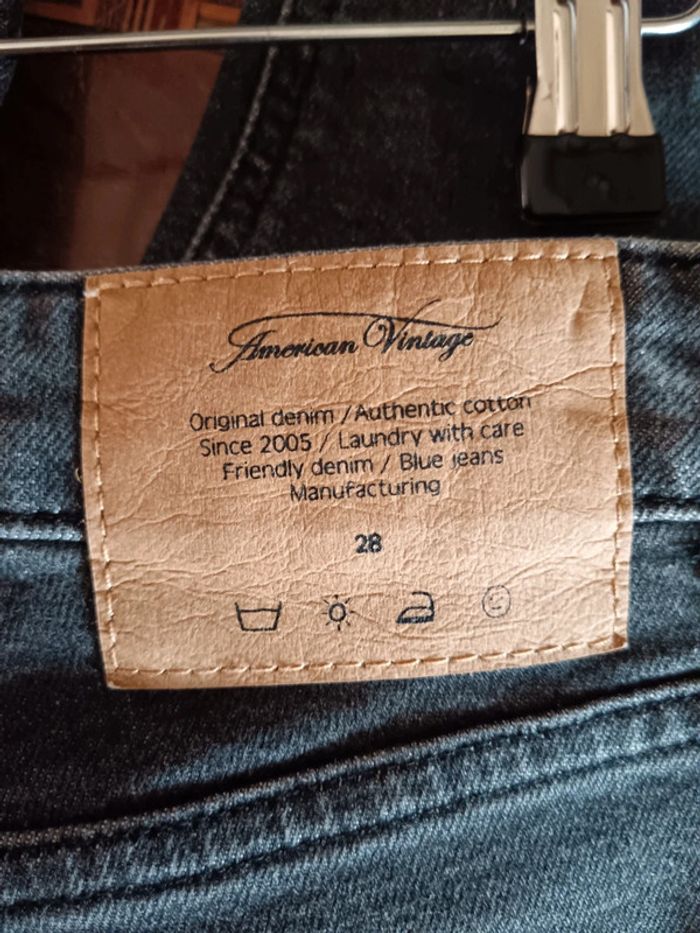 American Vintage
Original denim / Authentic cotton
Since 2005 / Laundry with care
Friendly denim / Blue jeans
Manufacturing
28